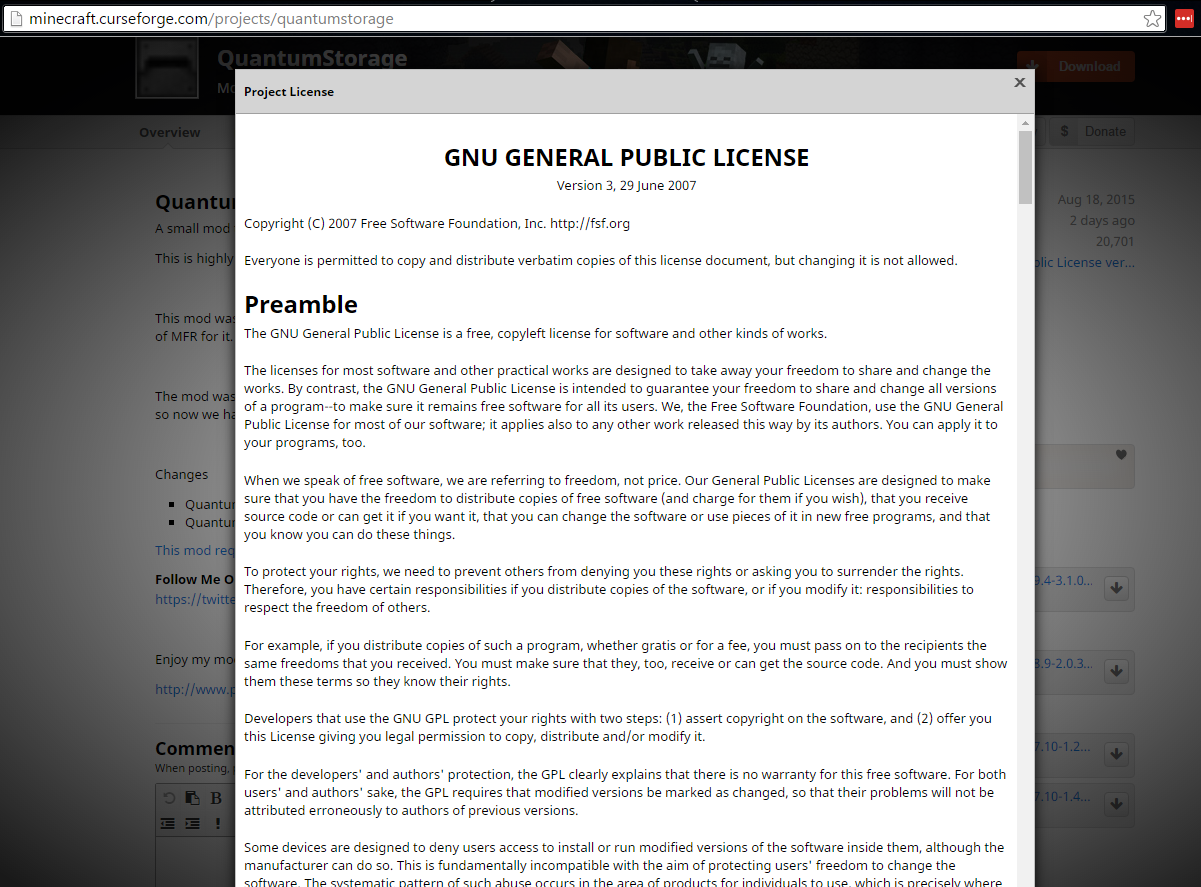 minecraft.curseforge.com/projects/quantumstorage
QuantumStorage
Download
Project License
Overview
$ Donate
GNU GENERAL PUBLIC LICENSE
Version 3, 29 June 2007
Aug 18, 2015
A small mod
2 days ago
Copyright (C) 2007 Free Software Foundation, Inc. http://fsf.org
20,701
This is highly
Everyone is permitted to copy and distribute verbatim copies of this license document, but changing it is not allowed.
License ver...
Preamble
This mod was
The GNU General Public License is a free, copyleft license for software and other kinds of works.
of MFR for it.
The licenses for most software and other practical works are designed to take away your freedom to share and change the
works. By contrast, the GNU General Public License is intended to guarantee your freedom to share and change all versions
of a program--to make sure it remains free software for all its users. We, the Free Software Foundation, use the GNU General
Public License for most of our software; it applies also to any other work released this way by its authors. You can apply it to
your programs, too.
The mod was
so now we
Changes
When we speak of free software, we are referring to freedom, not price. Our General Public Licenses are designed to make
sure that you have the freedom to distribute copies of free software (and charge for them if you wish), that you receive
source code or can get it if you want it, that you can change the software or use pieces of it in new free programs, and that
you know you can do these things.
This mod
To protect your rights, we need to prevent others from denying you these rights or asking you to surrender the rights.
Therefore, you have certain responsibilities if you distribute copies of the software, or if you modify it: responsibilities to
respect the freedom of others.
Follow Me
9.4-3.1.0...
For example, if you distribute copies of such a program, whether gratis or for a fee, you must pass on to the recipients the
same freedoms that you received. You must make sure that they, too, receive or can get the source code. And you must show
them these terms so they know their rights.
Enjoy my
8.9-2.0.3...
http://www.p
Developers that use the GNU GPL protect your rights with two steps: (1) assert copyright on the software, and (2) offer you
this License giving you legal permission to copy, distribute and/or modify it.
7.10-1.2...
When posting,
For the developers' and authors' protection, the GPL clearly explains that there is no warranty for this free software. For both
users' and authors' sake, the GPL requires that modified versions be marked as changed, so that their problems will not be
attributed erroneously to authors of previous versions.
7.10-1.4...
B
Some devices are designed to deny users access to install or run modified versions of the software inside them, although the
manufacturer can do so. This is fundamentally incompatible with the aim of protecting users' freedom to change the
software. The systematic pattern of such abuse occurs in the area of products for individuals to use, which is precisely where